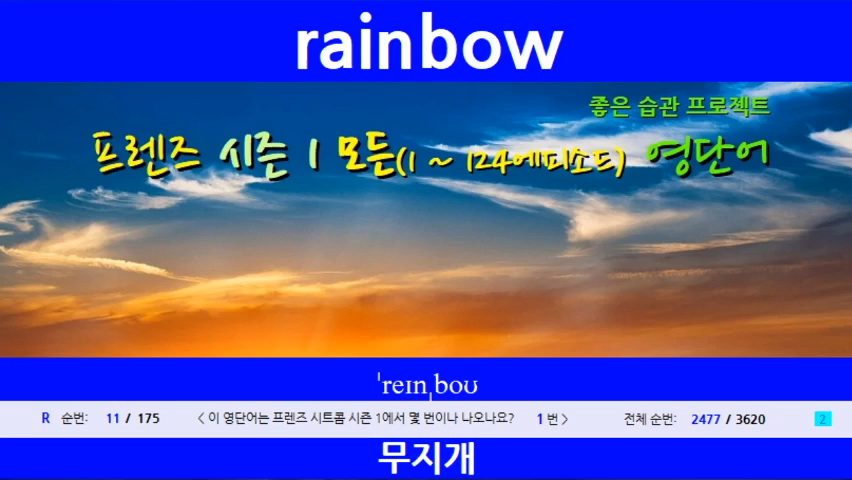 rainbow
좋은 습관 프로젝트
프렌즈 시즌 1 모든(1 ~ 124에피소드) 영단어
ˈreɪnˌboʊ
R 순번: 11 / 175 < 이 영단어는 프렌즈 시트콤 시즌 1에서 몇 번이나 나오나요? 1 번 > 전체 순번: 2477 / 3620 2
무지개